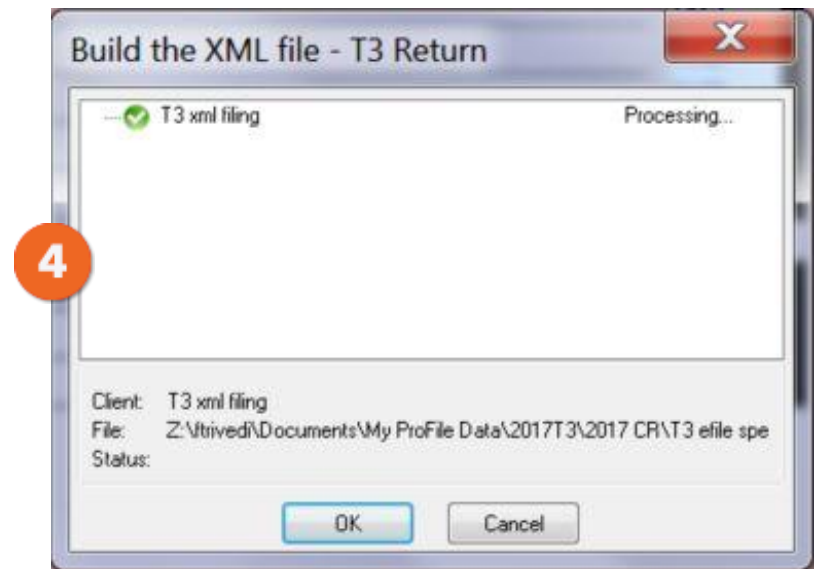 Build the XML file - T3 Return
T3 xml filing Processing...
4
Client: T3 xml filing
File: Z:\ftrivedi\Documents\My ProFile Data\2017T3\2017 CR\T3 efile spe
Status:
OK Cancel